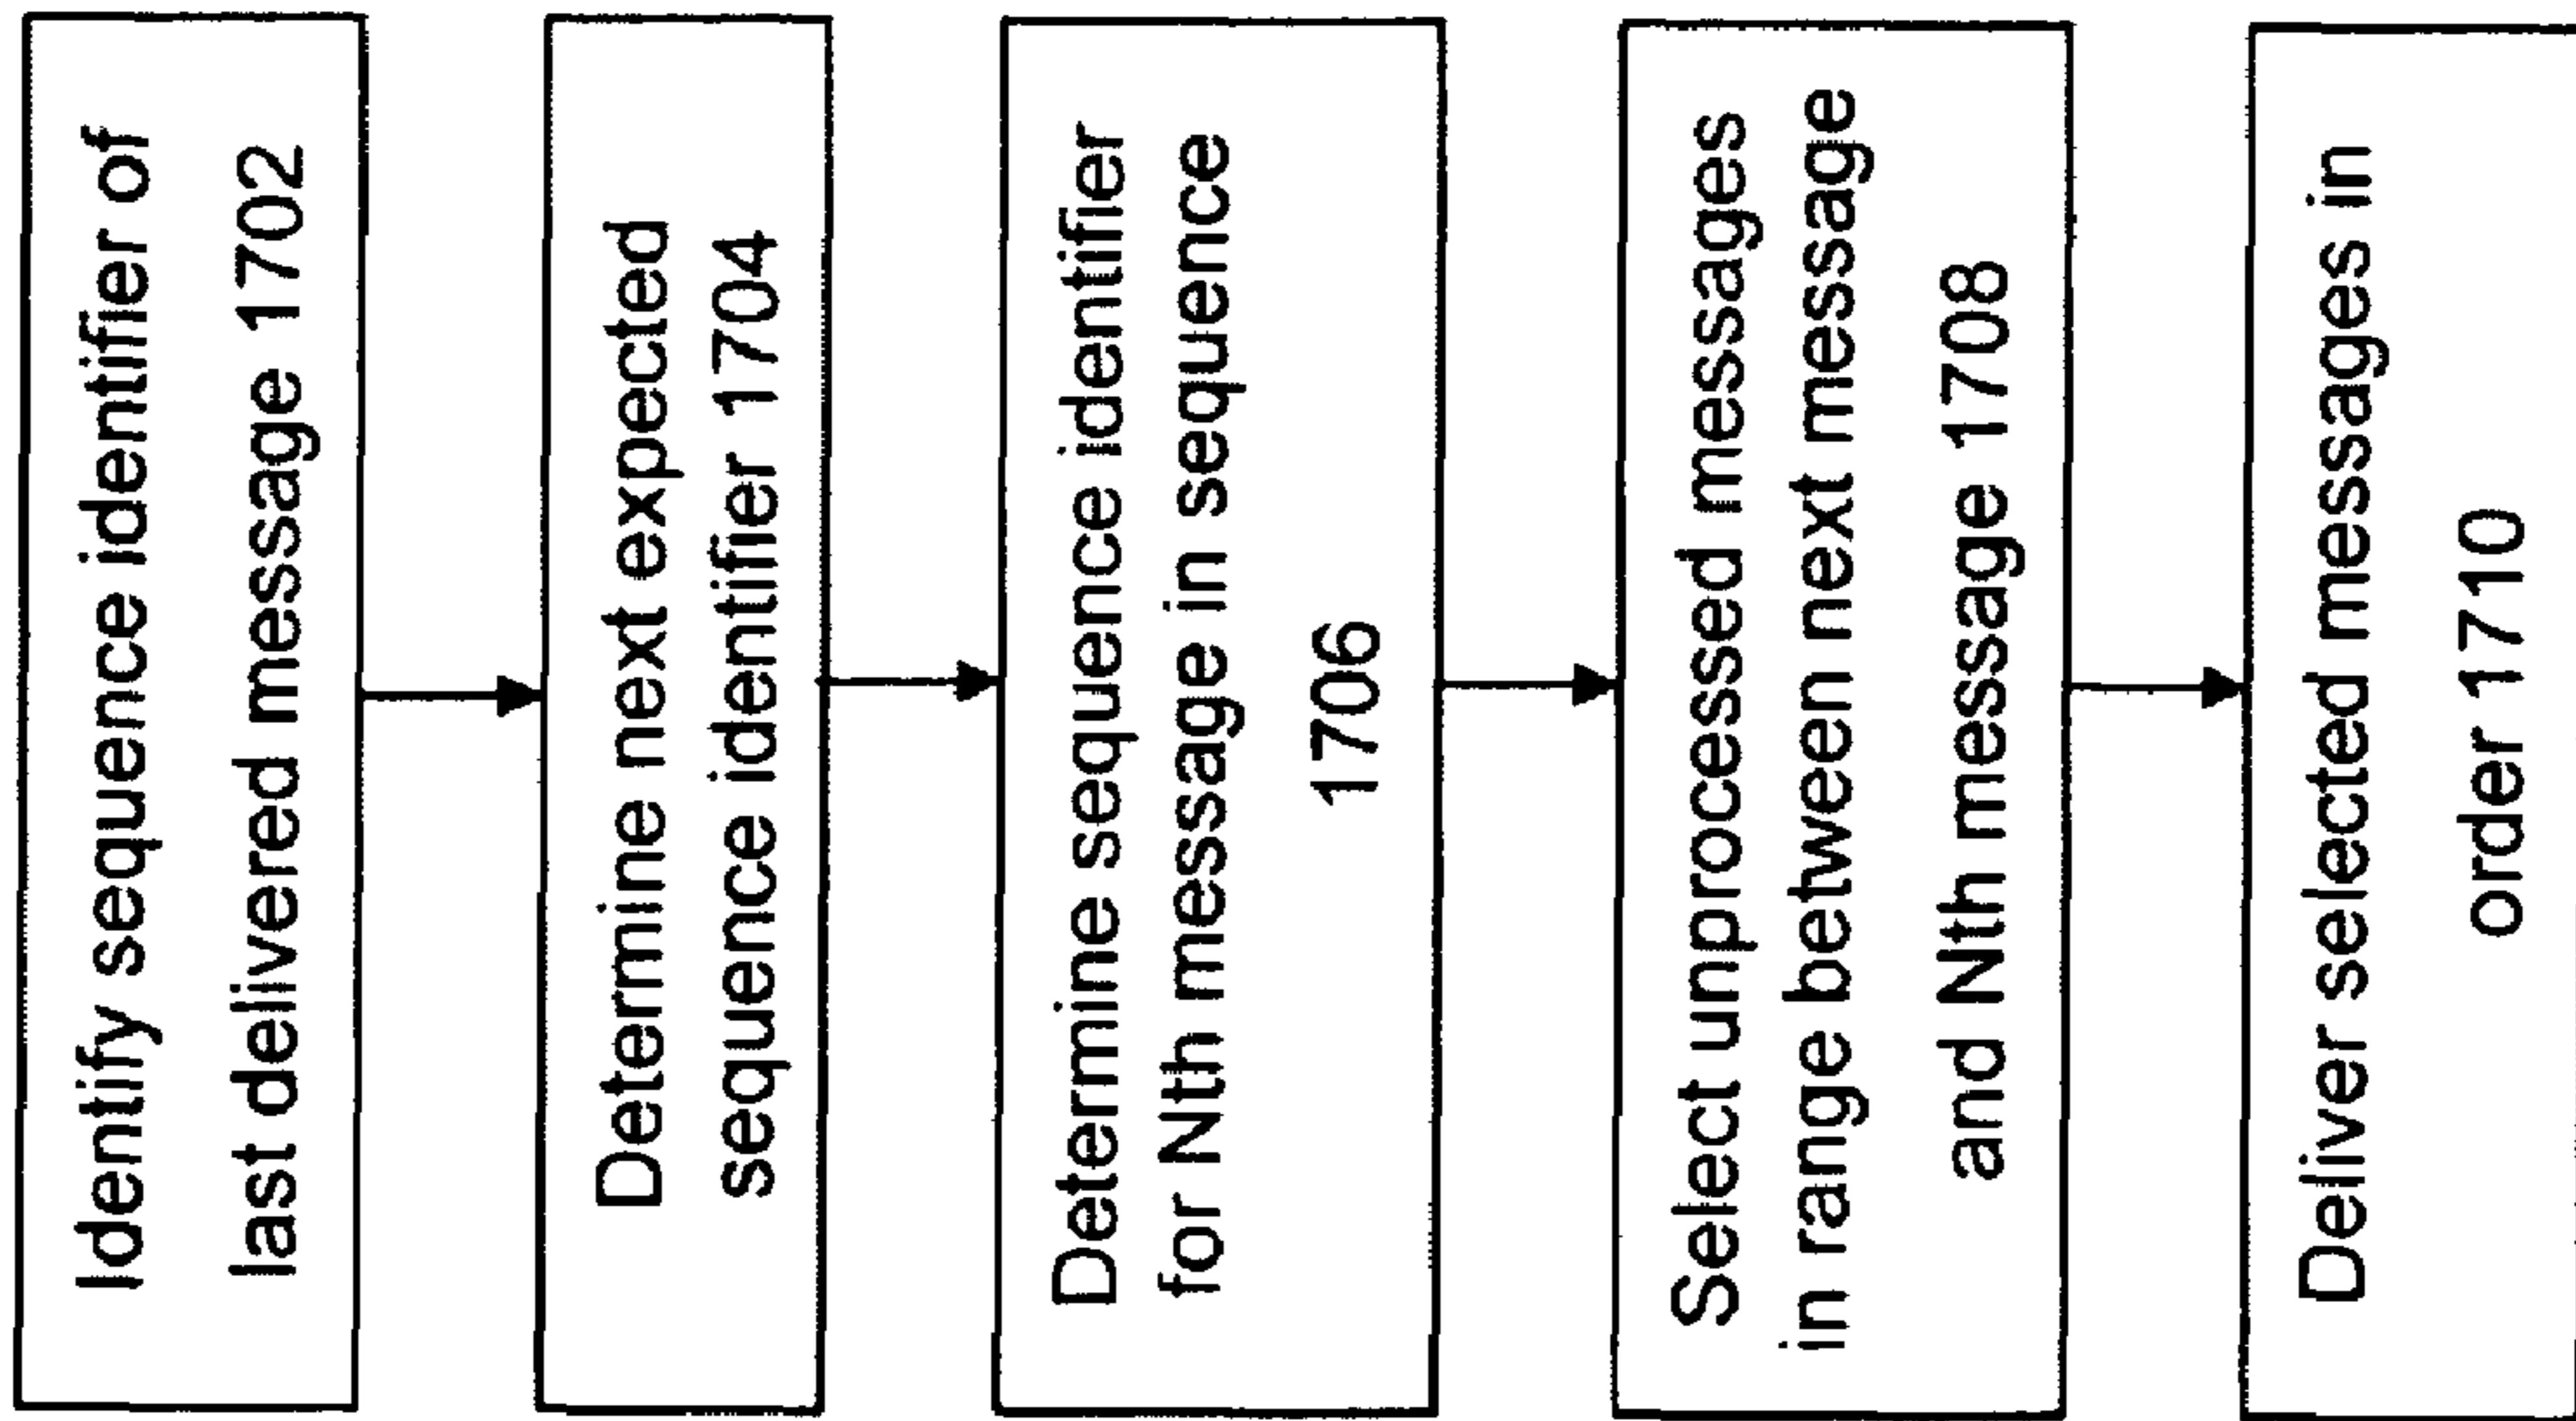 Identify sequence identifier of
last delivered message 1702
Determine next expected
sequence identifier 1704
Determine sequence identifier
for Nth message in sequence
1706
Select unprocessed messages
in range between next message
and Nth message 1708
Deliver selected messages in
order 1710